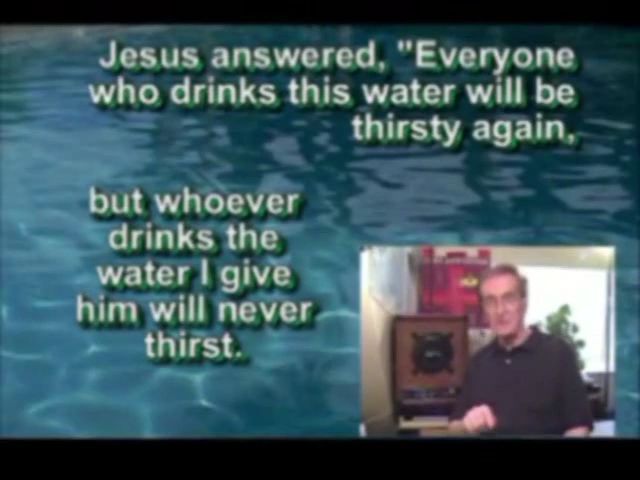 Jesus answered, "Everyone
who drinks this water will be
thirsty again,
but whoever
drinks the
water I give
him will never
thirst.